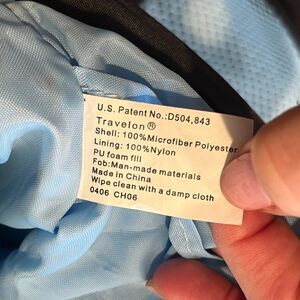 U.S. Patent No.:D504,843
Travelon®
Shell: 100%Microfiber Polyester
Lining: 100%Nylon
PU foam fill
Fob:Man-made materials
Made in China
Wipe clean with a damp cloth
0406 CH06